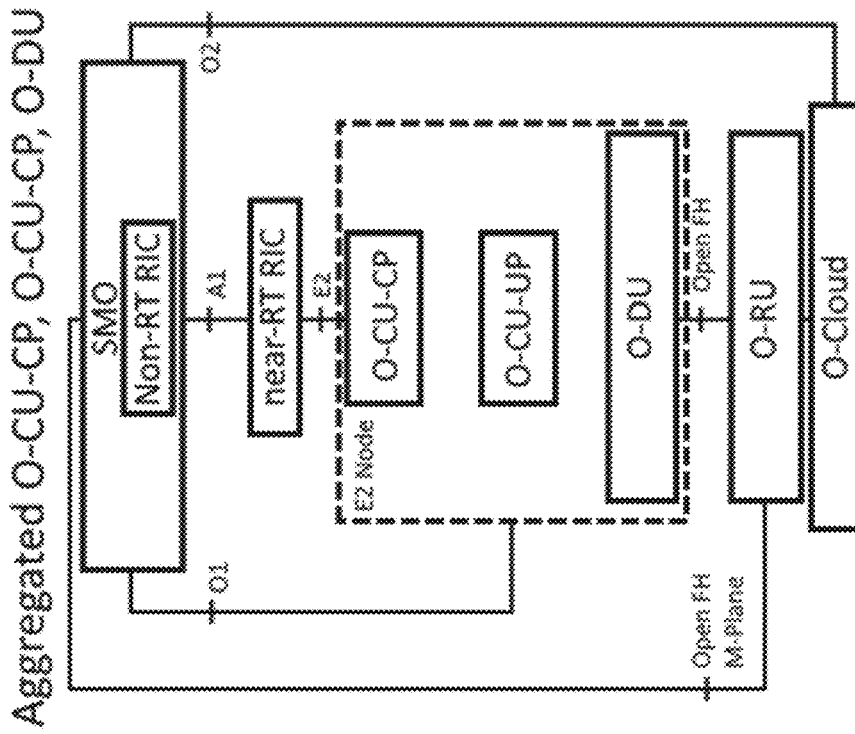 Aggregated O-CU-CP, O-CU-CP, O-DU
SMO
Non-RT RIC
O1
A1
O2
near-RT RIC
E2
E2 Node
O-CU-CP
O-CU-UP
O-DU
Open FH
M-Plane
Open FH
O-RU
O-Cloud